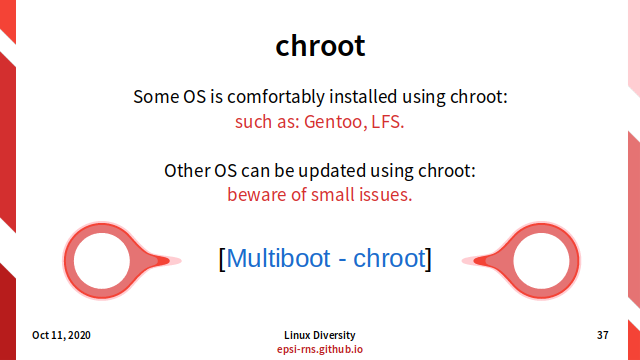 chroot
Some OS is comfortably installed using chroot:
such as: Gentoo, LFS.
Other OS can be updated using chroot:
beware of small issues.
[Multiboot - chroot]
Oct 11, 2020
Linux Diversity
37
epsi-rns.github.io